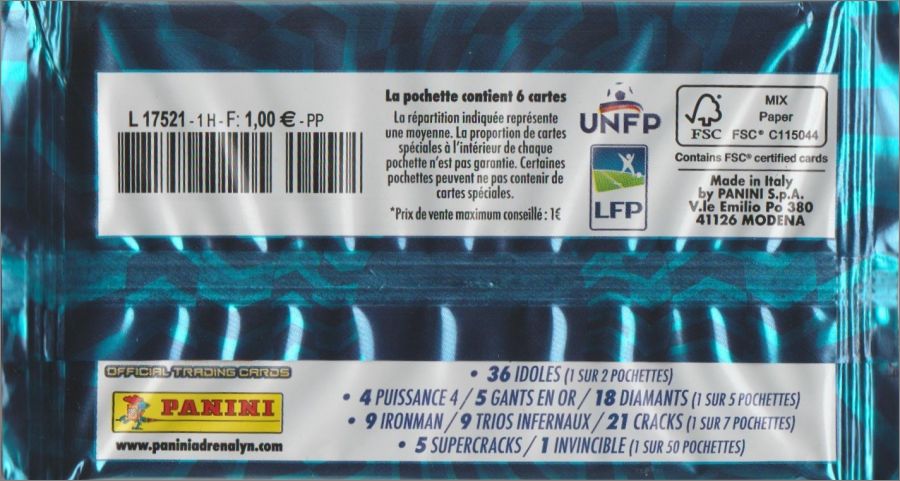 L 17521 - 1 H - F: 1,00 € - PP
La pochette contient 6 cartes
La répartition indiquée représente
une moyenne. La proportion de cartes
spéciales à l'intérieur de chaque
pochette n'est pas garantie. Certaines
pochettes peuvent ne pas contenir de
cartes spéciales.
*Prix de vente maximum conseillé : 1€
UNFP
LFP
FSC
MIX
Paper
FSC® C115044
Contains FSC® certified cards
Made in Italy
by PANINI S.p.A.
V.le Emilio Po 380
41126 MODENA
OFFICIAL TRADING CARDS
PANINI
www.paniniadrenalyn.com
• 36 IDOLES (1 SUR 2 POCHETTES)
• 4 PUISSANCE 4 / 5 GANTS EN OR / 18 DIAMANTS (1 SUR 5 POCHETTES)
• 9 IRONMAN / 9 TRIOS INFERNAUX / 21 CRACKS (1 SUR 7 POCHETTES)
• 5 SUPERCRACKS / 1 INVINCIBLE (1 SUR 50 POCHETTES)